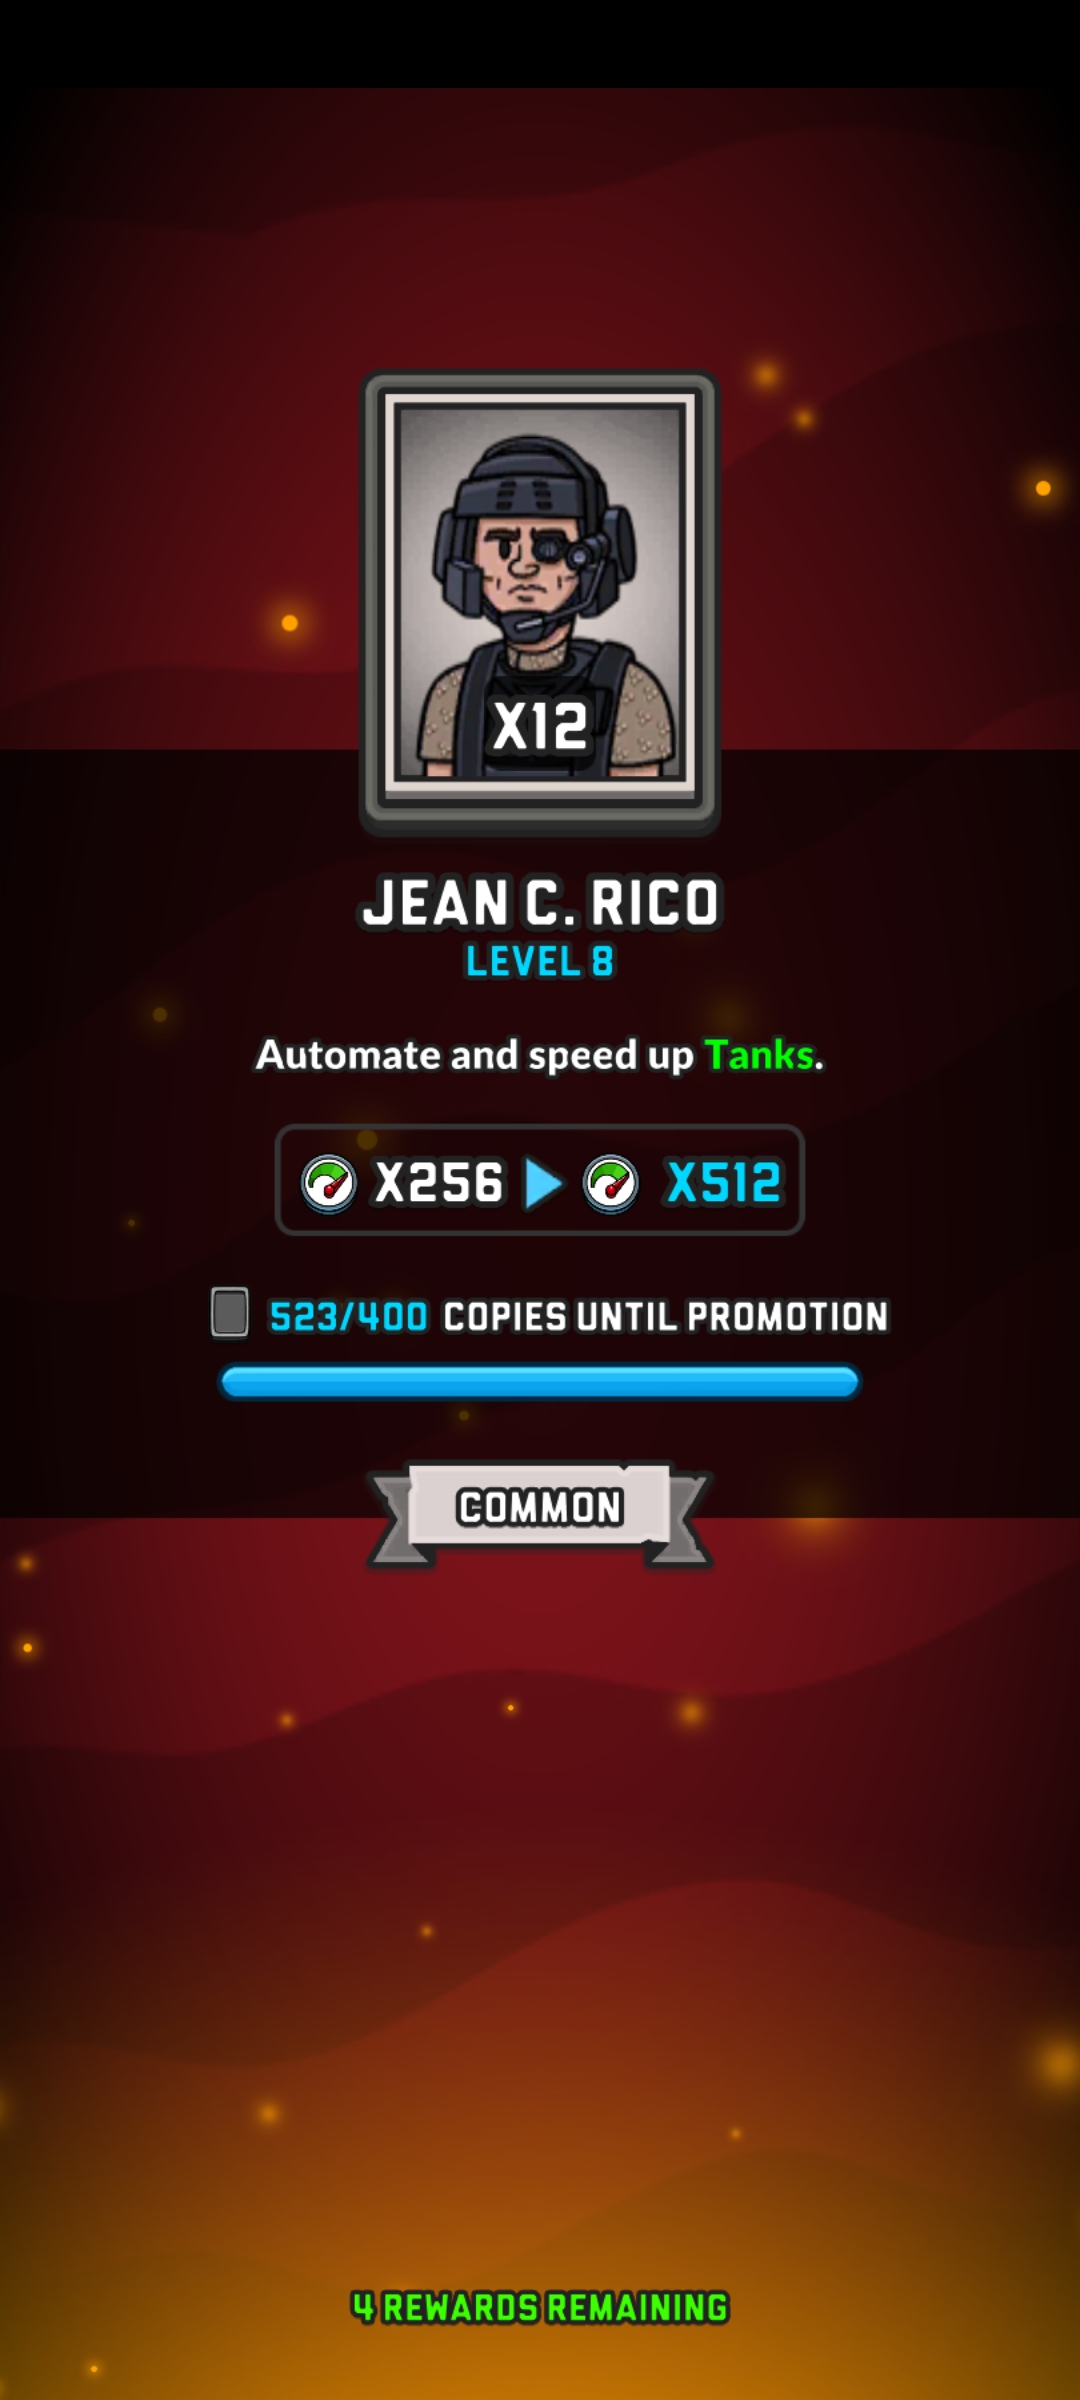 X12
JEAN C. RICO
LEVEL 8
Automate and speed up Tanks.
X256 X512
523/400 COPIES UNTIL PROMOTION
COMMON
4 REWARDS REMAINING